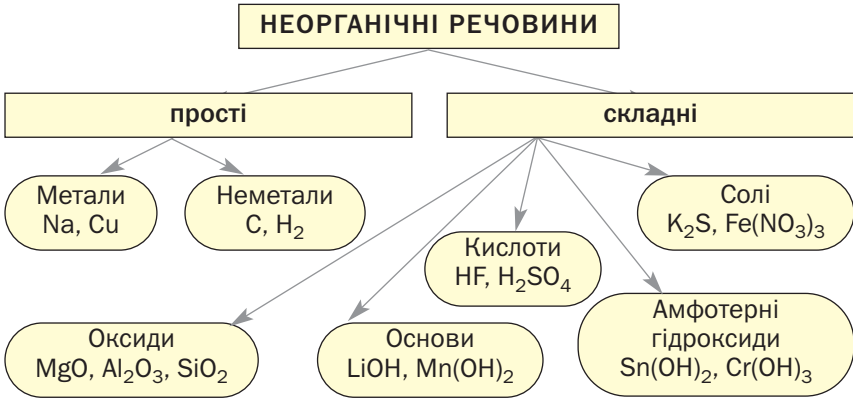 НЕОРГАНІЧНІ РЕЧОВИНИ
прості
складні
Метали
Na, Cu
Неметали
C, H₂
Солі
K₂S, Fe(NO₃)₃
Кислоти
HF, H₂SO₄
Оксиди
MgO, Al₂O₃, SiO₂
Основи
LiOH, Mn(OH)₂
Амфотерні
гідроксиди
Sn(OH)₂, Cr(OH)₃